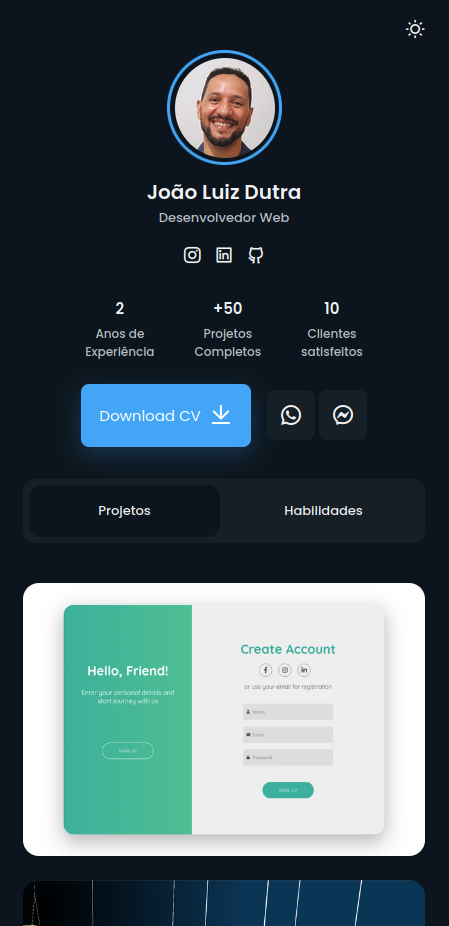 João Luiz Dutra
Desenvolvedor Web
2
Anos de
Experiência
+50
Projetos
Completos
10
Clientes
satisfeitos
Download CV
Projetos
Habilidades
Hello, Friend!
Enter your personal details and
start journey with us
SING UP
Create Account
or use your email for registration
Name
Email
Password
SING UP